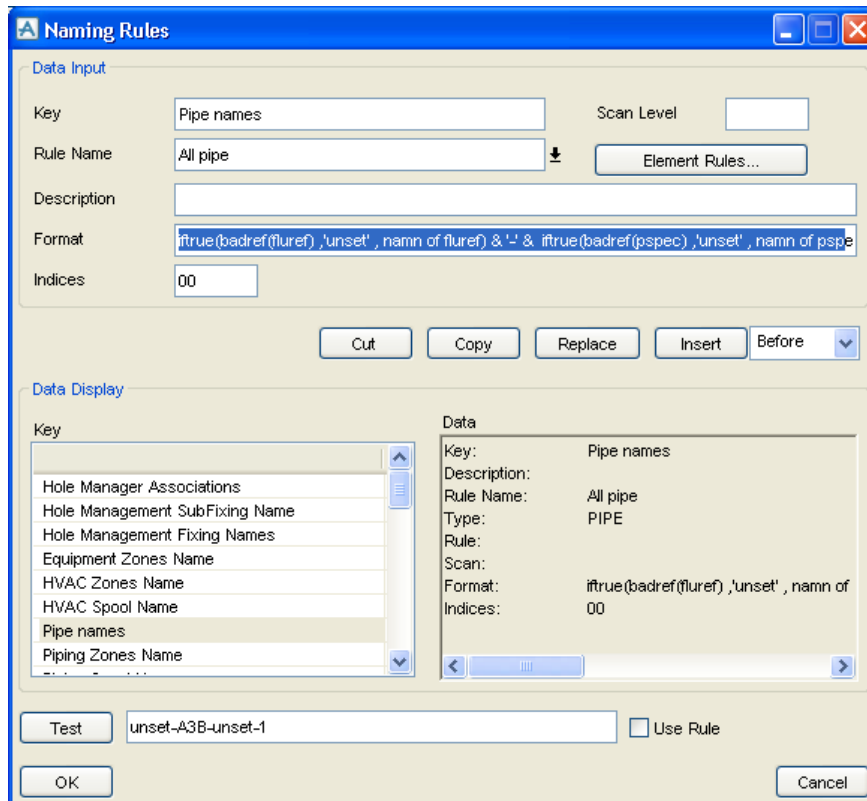 Naming Rules
Data Input
Key Pipe names Scan Level
Rule Name All pipe Element Rules...
Description
Format iftrue(badref(fluref) ,'unset' , namn of fluref) & '-' & iftrue(badref(pspec) ,'unset' , namn of pspe
Indices 00
Cut Copy Replace Insert Before
Data Display
Key
Hole Manager Associations
Hole Management SubFixing Name
Hole Management Fixing Names
Equipment Zones Name
HVAC Zones Name
HVAC Spool Name
Pipe names
Piping Zones Name
Data
Key: Pipe names
Description:
Rule Name: All pipe
Type: PIPE
Rule:
Scan:
Format: iftrue(badref(fluref) ,'unset' , namn of
Indices: 00
Test unset-A3B-unset-1 Use Rule
OK Cancel